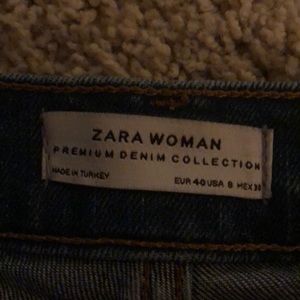 ZARA WOMAN
PREMIUM DENIM COLLECTION
MADE IN TURKEY EUR 40 USA 8 MEX 30